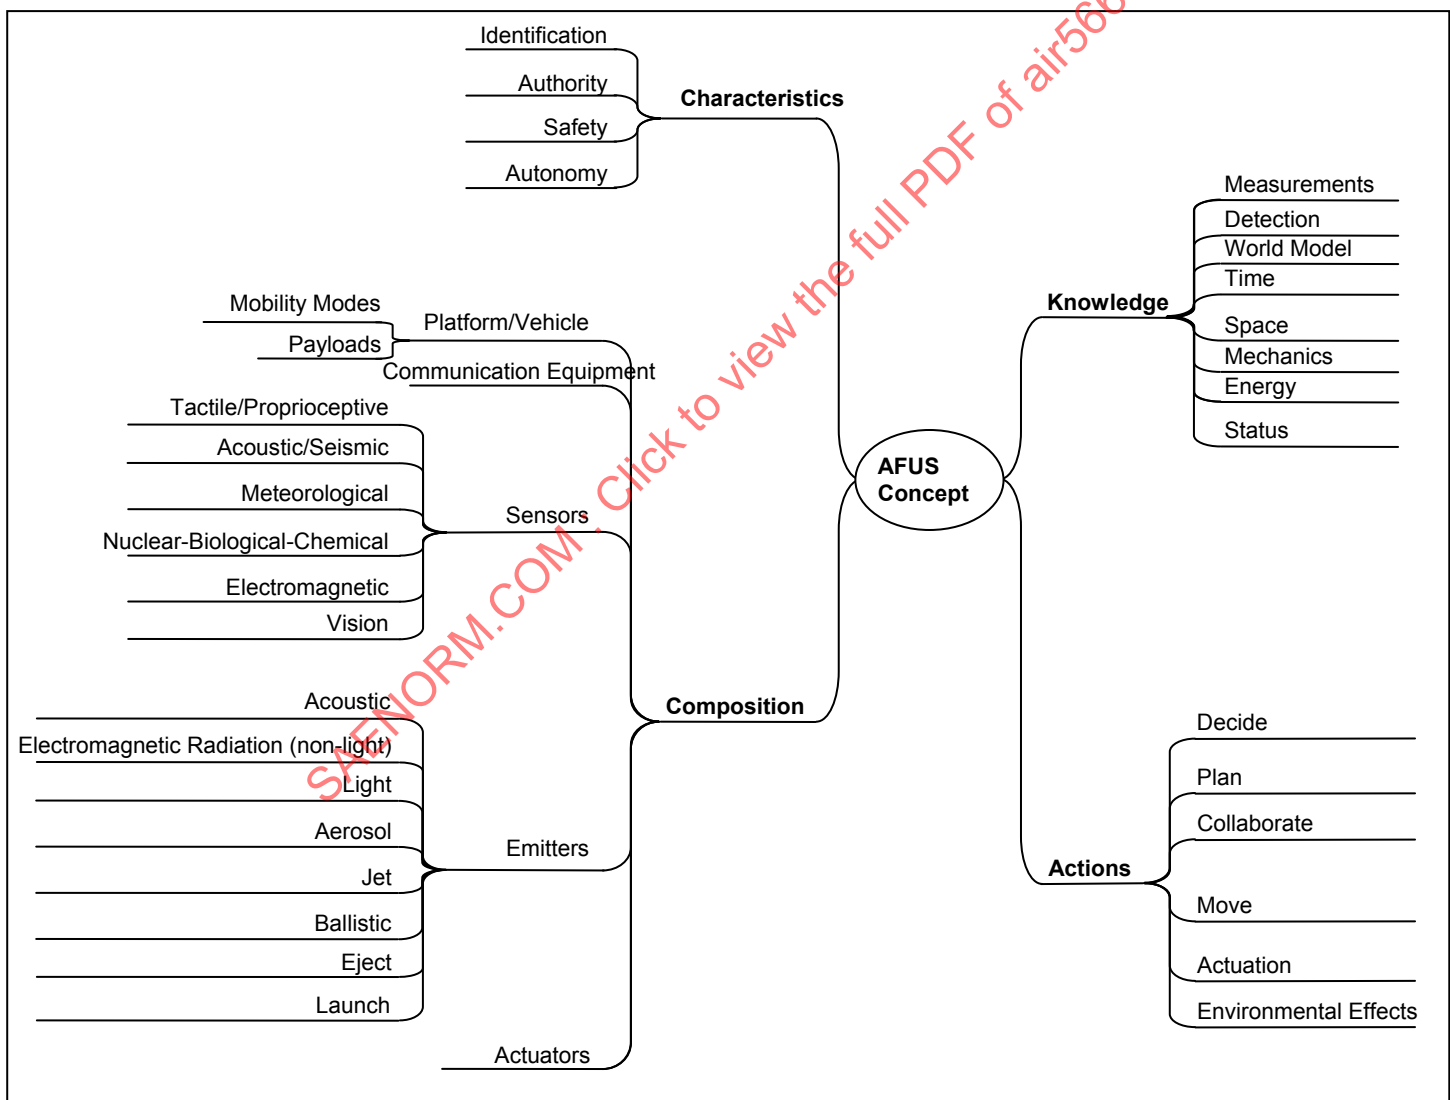 Identification
Authority
Characteristics
Safety
Autonomy
Mobility Modes
Platform/Vehicle
Payloads
Communication Equipment
Tactile/Proprioceptive
Acoustic/Seismic
Meteorological
Sensors
Nuclear-Biological-Chemical
Electromagnetic
Vision
Composition
Acoustic
Electromagnetic Radiation (non-light)
Light
Aerosol
Emitters
Jet
Ballistic
Eject
Launch
Actuators
AFUS
Concept
Measurements
Detection
World Model
Time
Knowledge
Space
Mechanics
Energy
Status
Decide
Plan
Collaborate
Actions
Move
Actuation
Environmental Effects
SAENORM.COM : Click to view the full PDF of air566